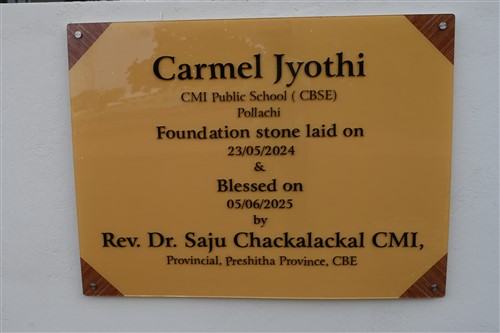 Carmel Jyothi
CMI Public School ( CBSE)
Pollachi
Foundation stone laid on
23/05/2024
&
Blessed on
05/06/2025
by
Rev. Dr. Saju Chackalackal CMI,
Provincial, Preshitha Province, CBE